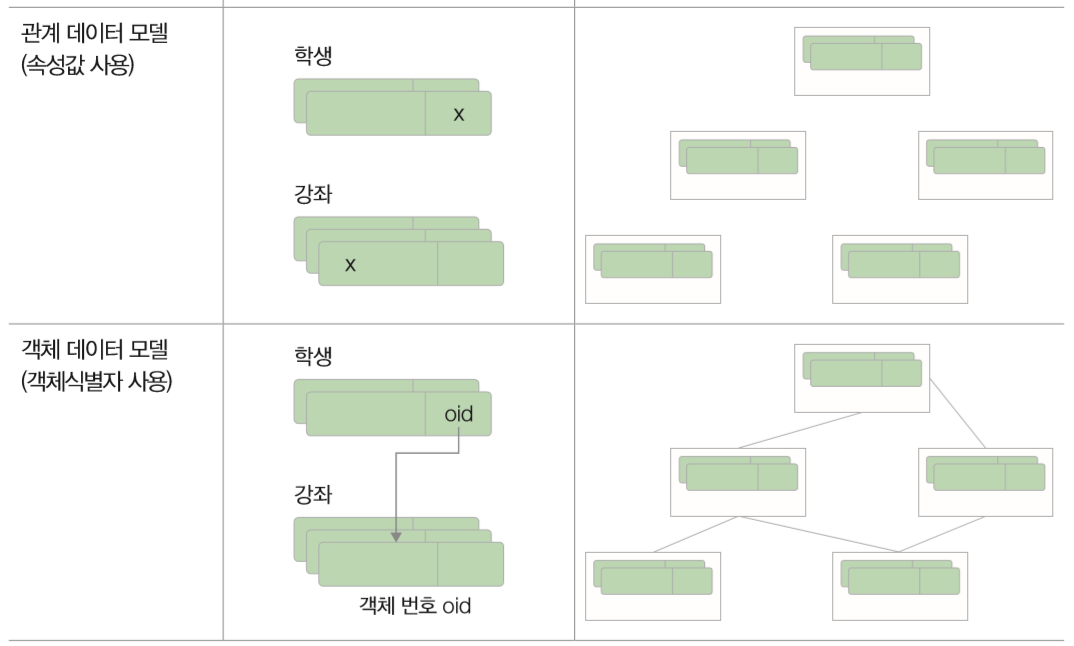 관계 데이터 모델
(속성값 사용)
학생
x
강좌
x
객체 데이터 모델
(객체식별자 사용)
학생
oid
강좌
객체 번호 oid